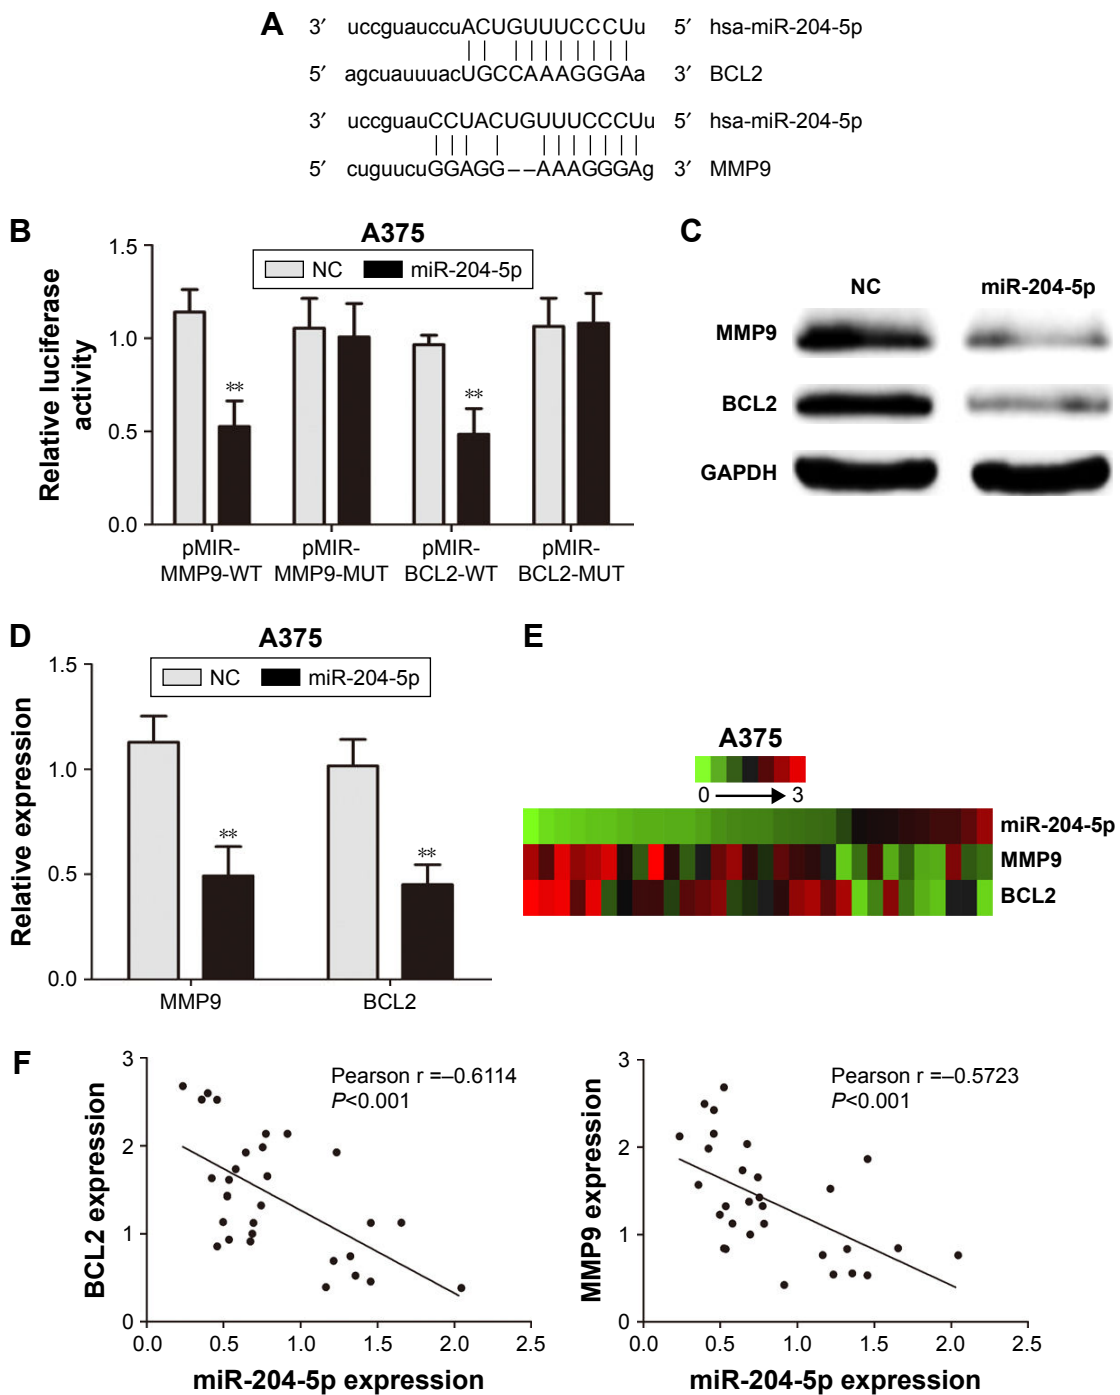 A
3′ uccguauccuACUGUUUCCCUu 5′ hsa-miR-204-5p
5′ agcuauuuacUGCCAAAGGGAa 3′ BCL2
3′ uccguauCCUACUGUUUCCCUu 5′ hsa-miR-204-5p
5′ cuguucuGGAGG--AAAGGGAg 3′ MMP9
B
A375
NC miR-204-5p
Relative luciferase
activity
1.5
1.0
0.5
0.0
** **
pMIR- pMIR- pMIR- pMIR-
MMP9-WT MMP9-MUT BCL2-WT BCL2-MUT
C
NC miR-204-5p
MMP9
BCL2
GAPDH
D
A375
NC miR-204-5p
Relative expression
1.5
1.0
0.5
0.0
** **
MMP9 BCL2
E
A375
0 3
miR-204-5p
MMP9
BCL2
F
BCL2 expression
3
2
1
0
Pearson r =–0.6114
P<0.001
0.0 0.5 1.0 1.5 2.0 2.5
miR-204-5p expression
MMP9 expression
3
2
1
0
Pearson r =–0.5723
P<0.001
0.0 0.5 1.0 1.5 2.0 2.5
miR-204-5p expression